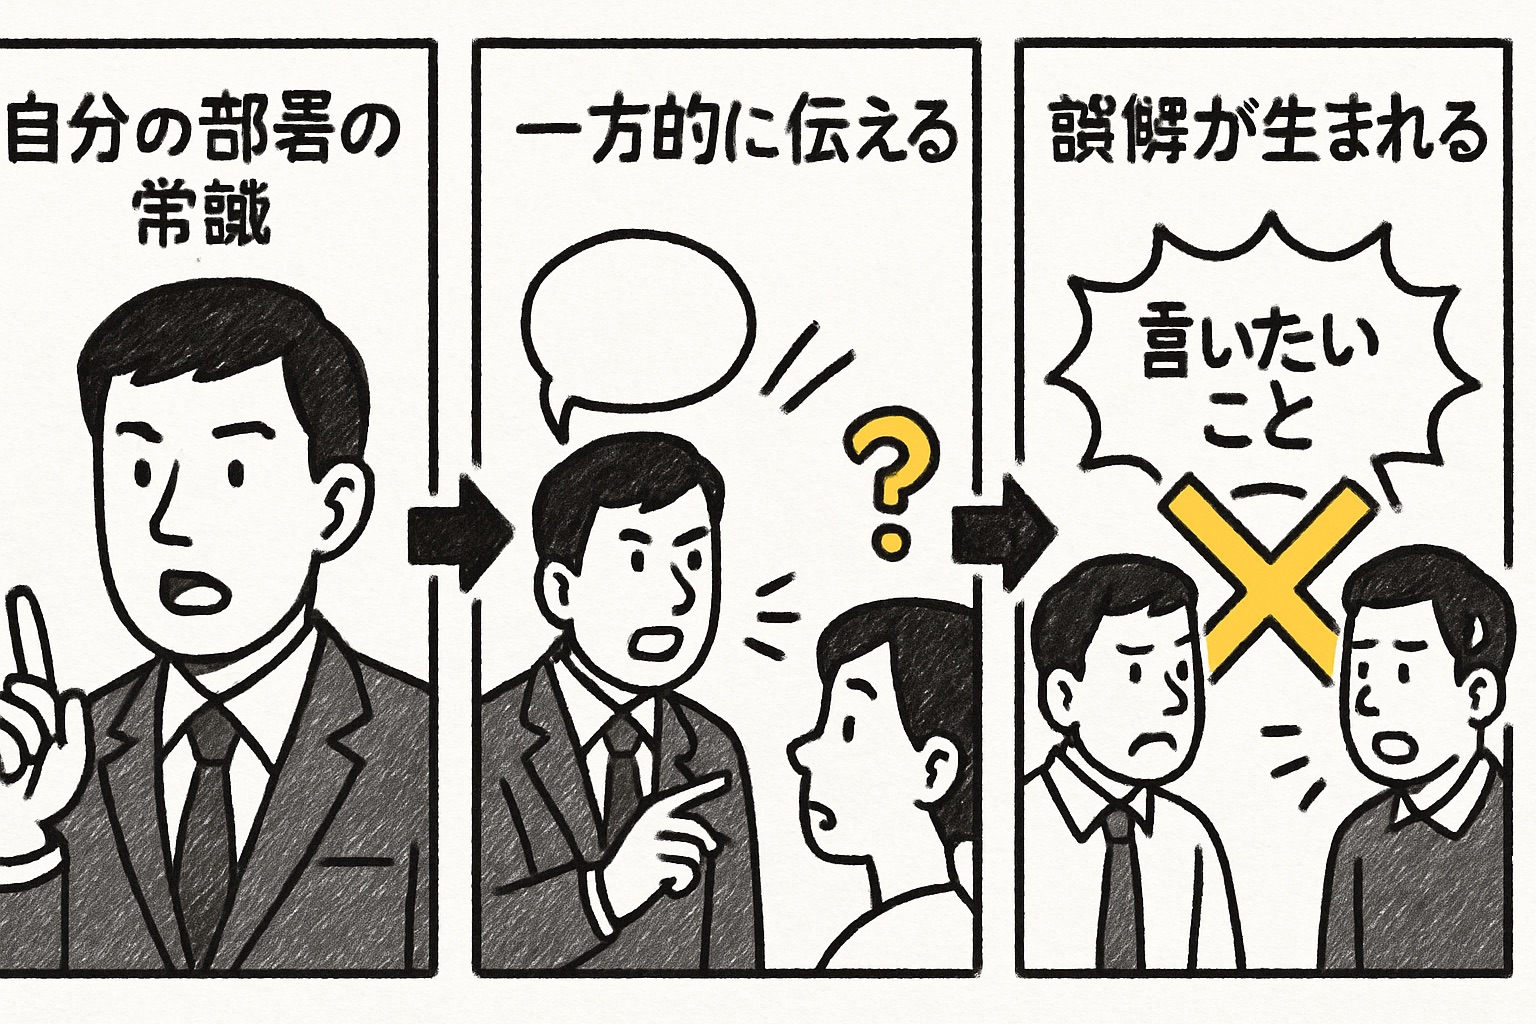 自分の部署の
常識
一方的に伝える
誤解が生まれる
言いたい
こと
?